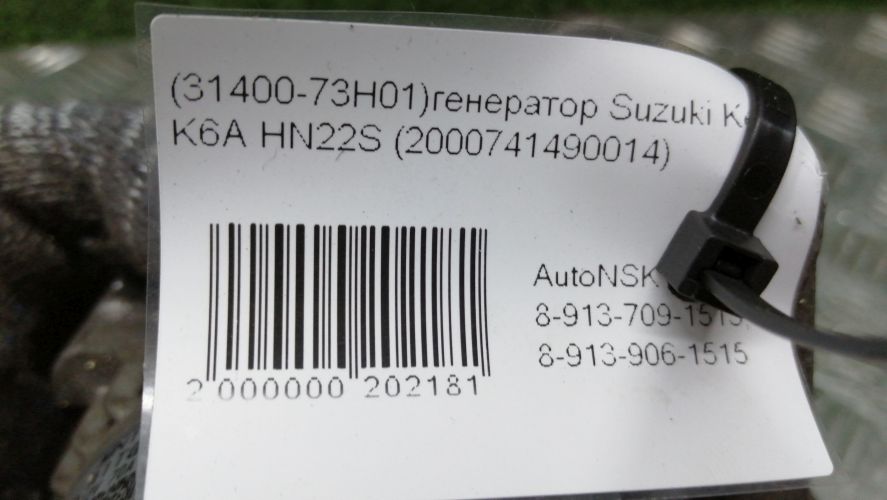 (31400-73H01)генератор Suzuki
K6A HN22S (2000741490014)
AutoNSK
8-913-709-1515,
8-913-906-1515
2 000000 202181